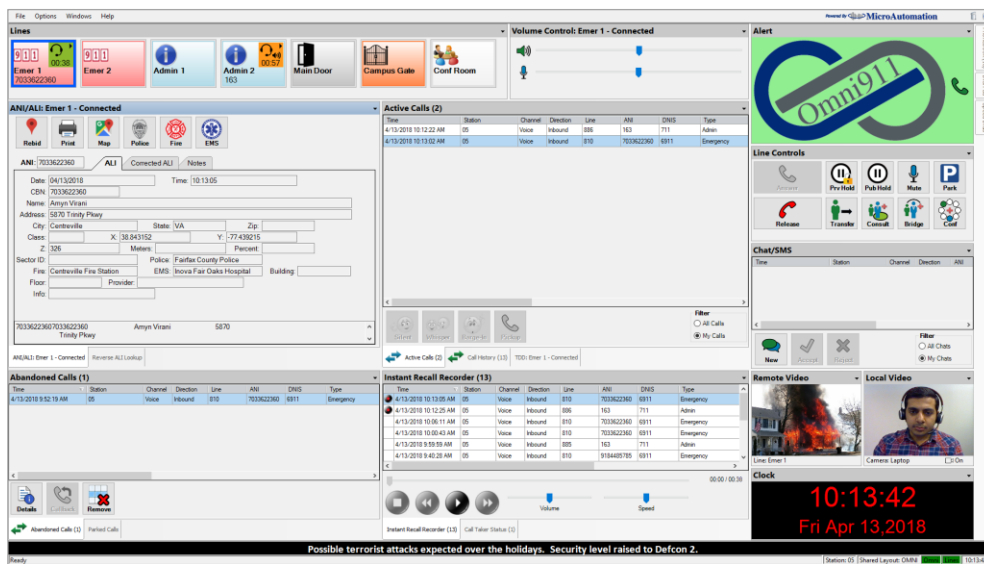 File Options Windows Help
Powered By MicroAutomation
Lines
911 00:38
Emer 1
7033622360
911
Emer 2
Admin 1
00:57
Admin 2
163
Main Door
Campus Gate
Conf Room
Volume Control: Emer 1 - Connected
Alert
Omni911
ANI/ALI: Emer 1 - Connected
Rebid Print Map Police Fire EMS
ANI: 7033622360 ALI Corrected ALI Notes
Date: 04/13/2018 Time: 10:13:05
CBN: 7033622360
Name: Amyn Virani
Address: 5870 Trinity Pkwy
City: Centreville State: VA Zip:
Class: X: 38.843152 Y: -77.439215
Z: 326 Meters: Percent:
Sector ID: Police: Fairfax County Police
Fire: Centreville Fire Station EMS: Inova Fair Oaks Hospital Building:
Floor: Provider:
Info:
70336223607033622360 Amyn Virani 5870
Trinity Pkwy
ANI/ALI: Emer 1 - Connected Reverse ALI Lookup
Active Calls (2)
Time Station Channel Direction Line ANI DNIS Type
4/13/2018 10:12:22 AM 05 Voice Inbound 886 163 711 Admin
4/13/2018 10:13:02 AM 05 Voice Inbound 810 7033622360 6911 Emergency
Silent Whisper Barge-In Pickup
Filter
All Calls
My Calls
Active Calls (2) Call History (13) TDD: Emer 1 - Connected
Line Controls
Answer Prv Hold Pub Hold Mute Park
Release Transfer Consult Bridge Conf
Chat/SMS
Time Station Channel Direction ANI
New Accept Reject
Filter
All Chats
My Chats
Abandoned Calls (1)
Time Station Channel Direction Line ANI DNIS Type
4/13/2018 9:52:19 AM 05 Voice Inbound 810 7033622360 6911 Emergency
Details Callback Remove
Abandoned Calls (1) Parked Calls
Instant Recall Recorder (13)
Time Station Channel Direction Line ANI DNIS Type
4/13/2018 10:13:05 AM 05 Voice Inbound 810 7033622360 6911 Emergency
4/13/2018 10:12:25 AM 05 Voice Inbound 886 163 711 Admin
4/13/2018 10:06:11 AM 05 Voice Inbound 810 7033622360 6911 Emergency
4/13/2018 10:00:43 AM 05 Voice Inbound 810 7033622360 6911 Emergency
4/13/2018 9:59:59 AM 05 Voice Inbound 885 163 711 Admin
4/13/2018 9:40:28 AM 05 Voice Inbound 810 9184485785 6911 Emergency
00:00 / 00:38
Volume Speed
Instant Recall Recorder (13) Call Taker Status (1)
Remote Video
Line: Emer 1
Local Video
Camera: Laptop On
Clock
10:13:42
Fri Apr 13,2018
Possible terrorist attacks expected over the holidays. Security level raised to Defcon 2.
Ready
Station: 05 Shared Layout: OMNI Omni Lines